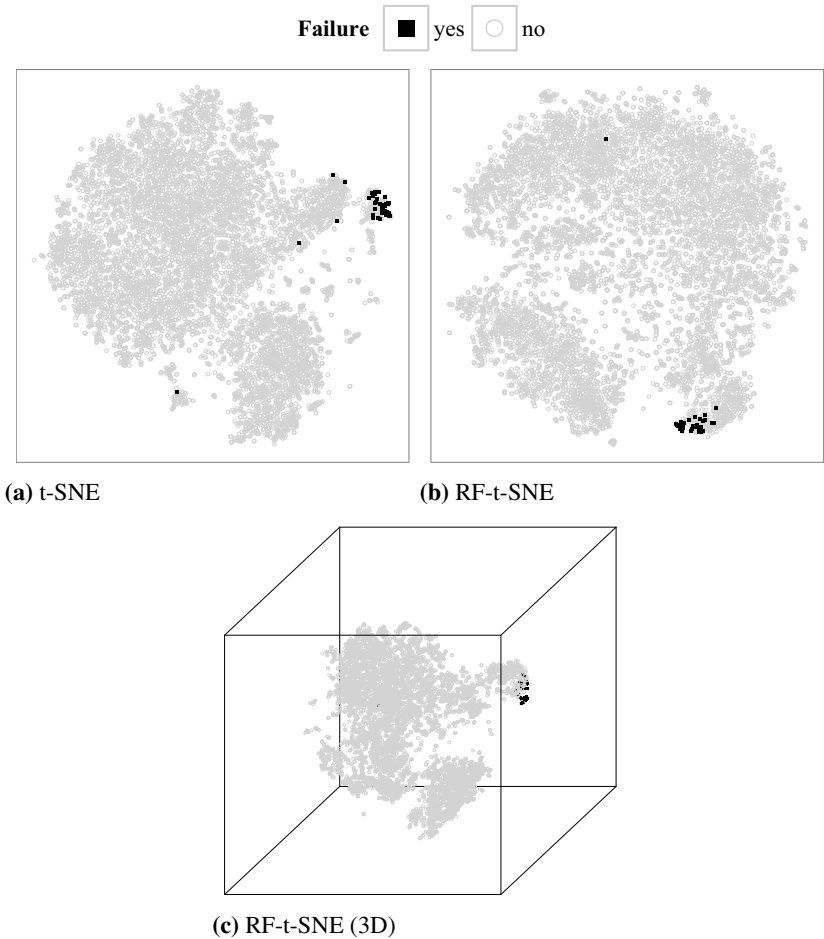 Failure yes no
(a) t-SNE
(b) RF-t-SNE
(c) RF-t-SNE (3D)